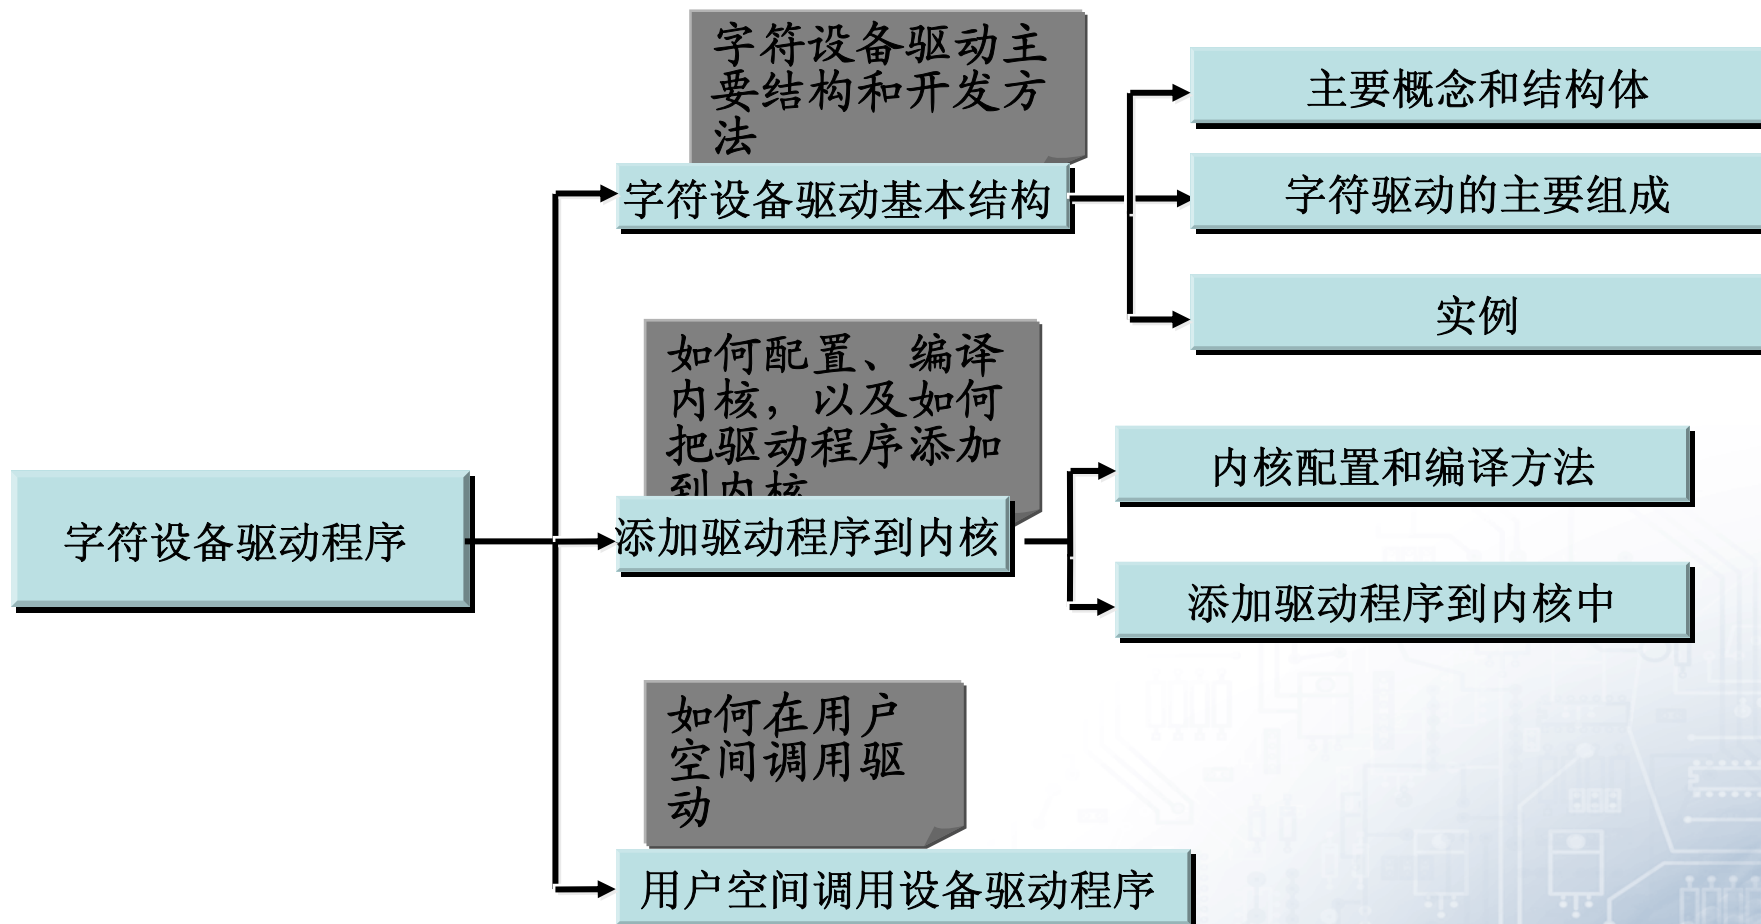 字符设备驱动主
要结构和开发方
法
字符设备驱动基本结构
主要概念和结构体
字符驱动的主要组成
实例
如何配置、编译
内核，以及如何
把驱动程序添加
到内核
添加驱动程序到内核
内核配置和编译方法
添加驱动程序到内核中
字符设备驱动程序
如何在用户
空间调用驱
动
用户空间调用设备驱动程序